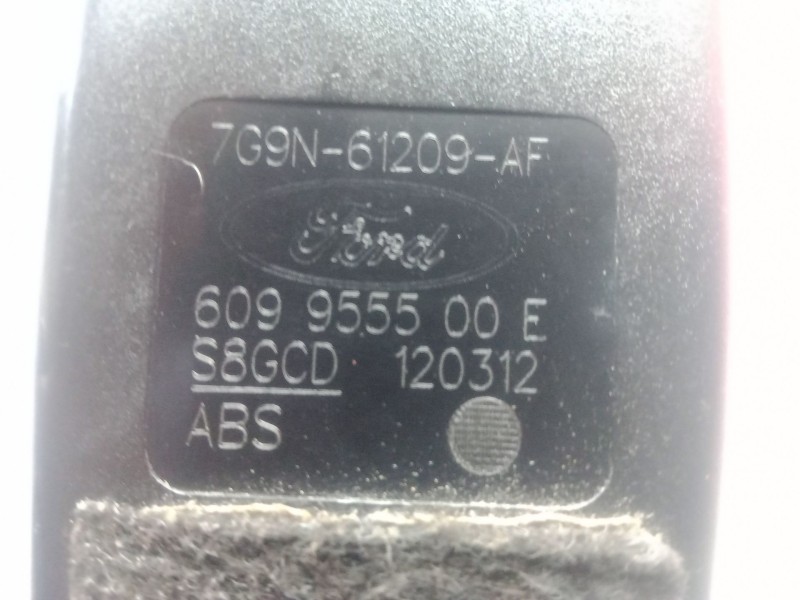 7G9N-61209-AF
Ford
609 9555 00 E
S8GCD 120312
ABS